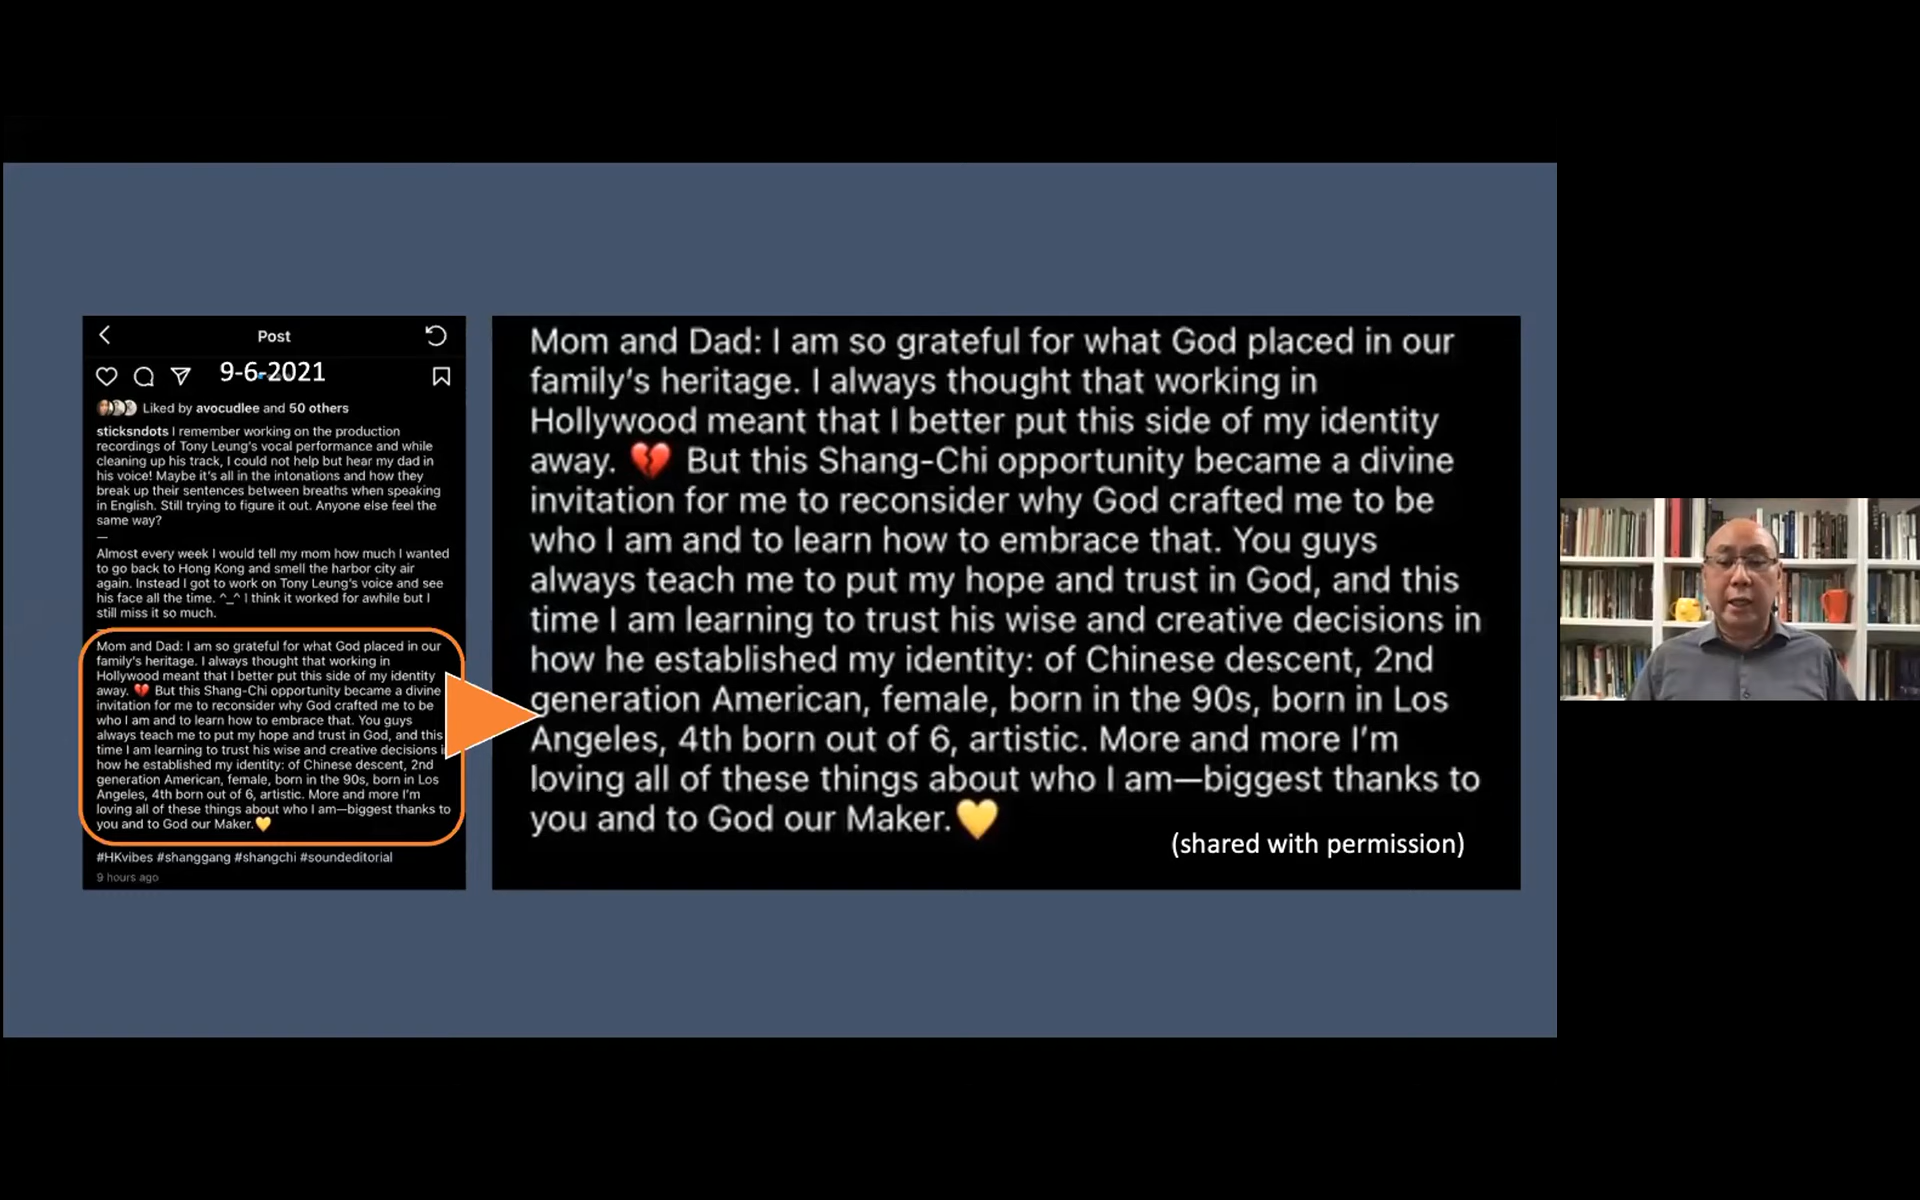 Post
9-6-2021
Liked by avocudlee and 50 others
sticksndots I remember working on the production
recordings of Tony Leung's vocal performance and while
cleaning up his track, I could not help but hear my dad in
his voice! Maybe it's all in the intonations and how they
break up their sentences between breaths when speaking
in English. Still trying to figure it out. Anyone else feel the
same way?
—
Almost every week I would tell my mom how much I wanted
to go back to Hong Kong and smell the harbor city air
again. Instead I got to work on Tony Leung's voice and see
his face all the time. ^_^ I think it worked for awhile but I
still miss it so much.
Mom and Dad: I am so grateful for what God placed in our
family's heritage. I always thought that working in
Hollywood meant that I better put this side of my identity
away. 💔 But this Shang-Chi opportunity became a divine
invitation for me to reconsider why God crafted me to be
who I am and to learn how to embrace that. You guys
always teach me to put my hope and trust in God, and this
time I am learning to trust his wise and creative decisions in
how he established my identity: of Chinese descent, 2nd
generation American, female, born in the 90s, born in Los
Angeles, 4th born out of 6, artistic. More and more I'm
loving all of these things about who I am—biggest thanks to
you and to God our Maker.💛
#HKvibes #shanggang #shangchi #soundeditorial
9 hours ago
Mom and Dad: I am so grateful for what God placed in our
family's heritage. I always thought that working in
Hollywood meant that I better put this side of my identity
away. 💔 But this Shang-Chi opportunity became a divine
invitation for me to reconsider why God crafted me to be
who I am and to learn how to embrace that. You guys
always teach me to put my hope and trust in God, and this
time I am learning to trust his wise and creative decisions in
how he established my identity: of Chinese descent, 2nd
generation American, female, born in the 90s, born in Los
Angeles, 4th born out of 6, artistic. More and more I'm
loving all of these things about who I am—biggest thanks to
you and to God our Maker.💛
(shared with permission)